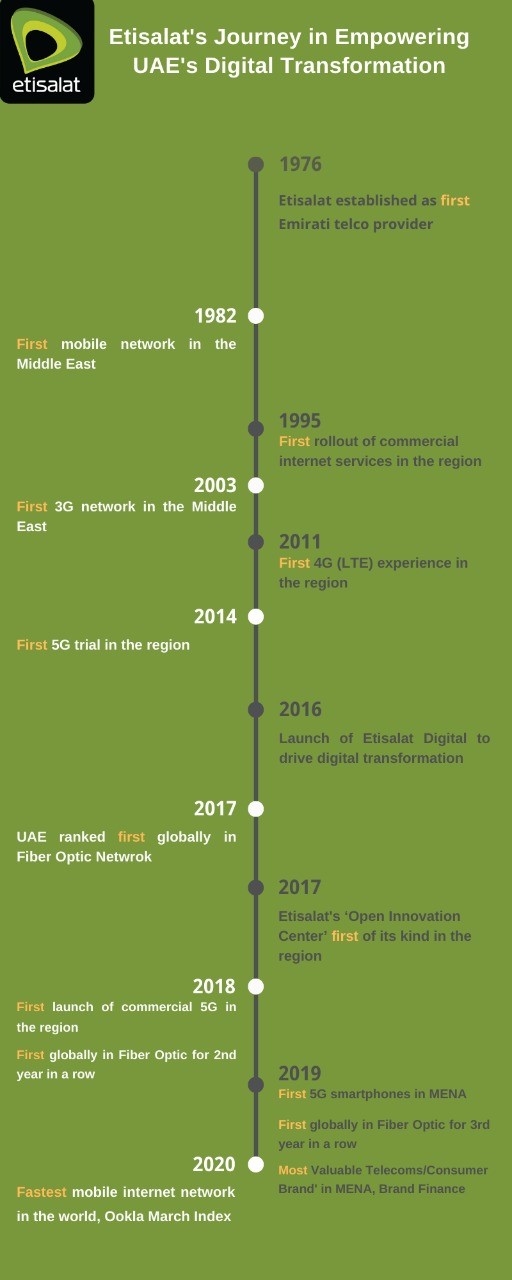 etisalat
Etisalat's Journey in Empowering
UAE's Digital Transformation
1976
Etisalat established as first
Emirati telco provider
1982
First mobile network in the
Middle East
1995
First rollout of commercial
internet services in the region
2003
First 3G network in the Middle
East
2011
First 4G (LTE) experience in
the region
2014
First 5G trial in the region
2016
Launch of Etisalat Digital to
drive digital transformation
2017
UAE ranked first globally in
Fiber Optic Netwrok
2017
Etisalat's ‘Open Innovation
Center’ first of its kind in the
region
2018
First launch of commercial 5G in
the region
First globally in Fiber Optic for 2nd
year in a row
2019
First 5G smartphones in MENA
First globally in Fiber Optic for 3rd
year in a row
Most Valuable Telecoms/Consumer
Brand' in MENA, Brand Finance
2020
Fastest mobile internet network
in the world, Ookla March Index